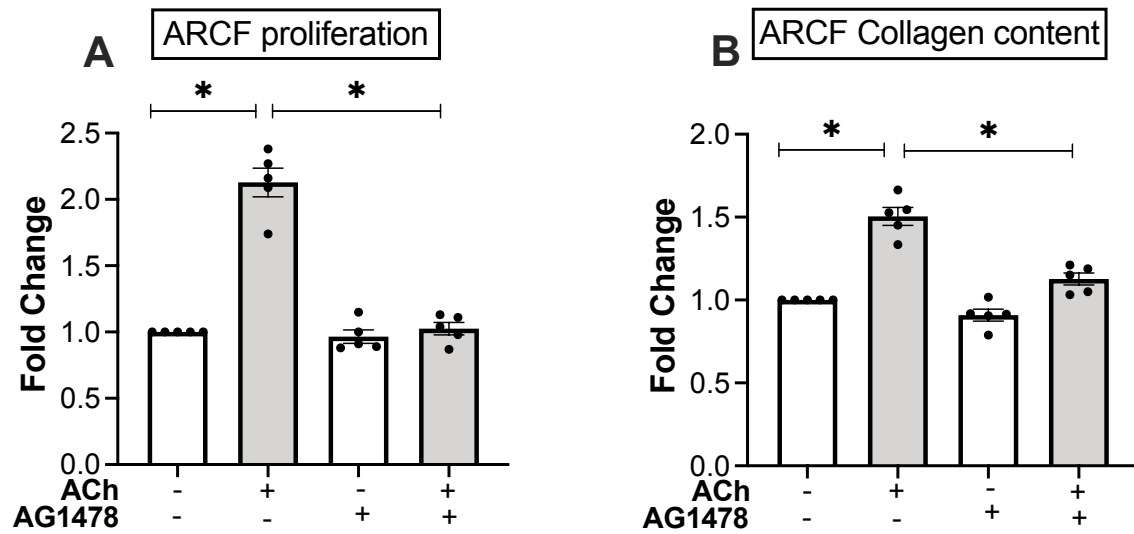 A
ARCF proliferation
* *
Fold Change
2.5
2.0
1.5
1.0
0.5
0.0
ACh - + - +
AG1478 - - + +
B
ARCF Collagen content
* *
Fold Change
2.0
1.5
1.0
0.5
0.0
ACh - + - +
AG1478 - - + +